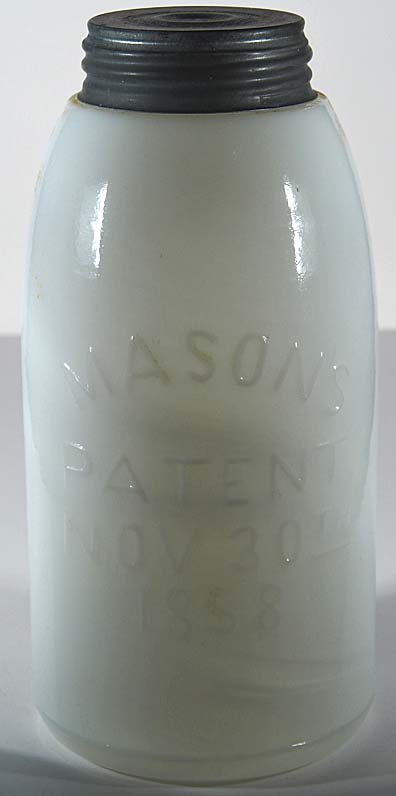 MASON'S
PATENT
NOV 30TH
1858